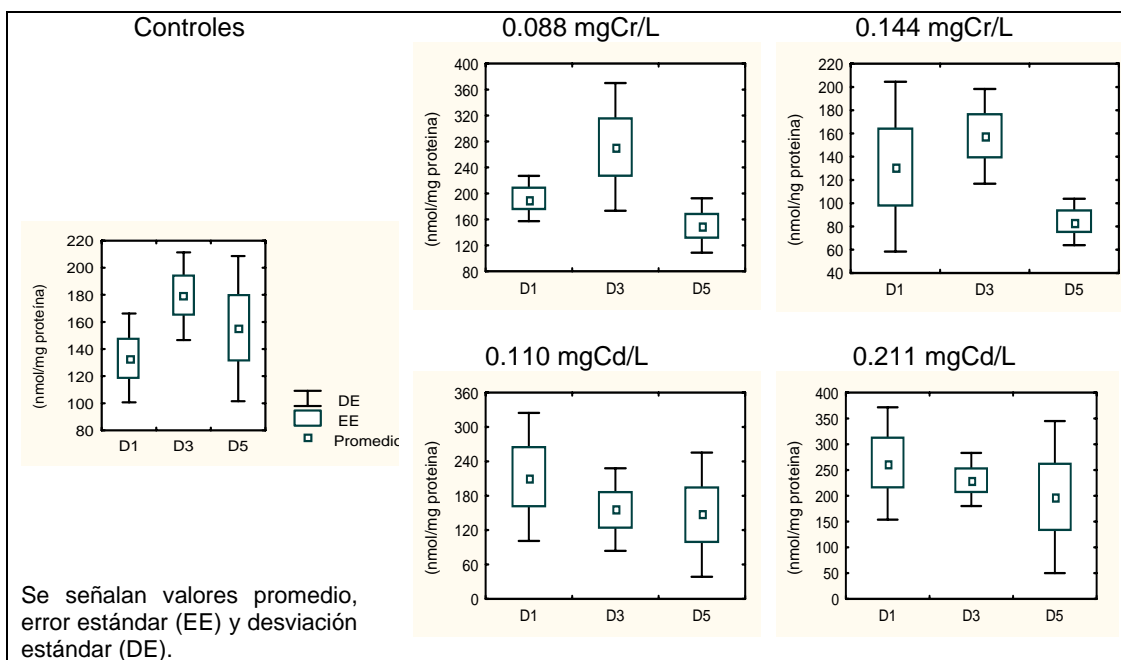 Controles
0.088 mgCr/L
0.144 mgCr/L
(nmol/mg proteina)
400
360
320
280
240
200
160
120
80
D1 D3 D5
(nmol/ng proteina)
220
200
180
160
140
120
100
80
60
40
D1 D3 D5
(nmol/mg proteína)
220
200
180
160
140
120
100
80
D1 D3 D5
DE
EE
Promedio
0.110 mgCd/L
0.211 mgCd/L
(nmol/mg proteina)
360
300
240
180
120
60
0
D1 D3 D5
(nmol/mg proteina)
400
350
300
250
200
150
100
50
0
D1 D3 D5
Se señalan valores promedio,
error estándar (EE) y desviación
estándar (DE).